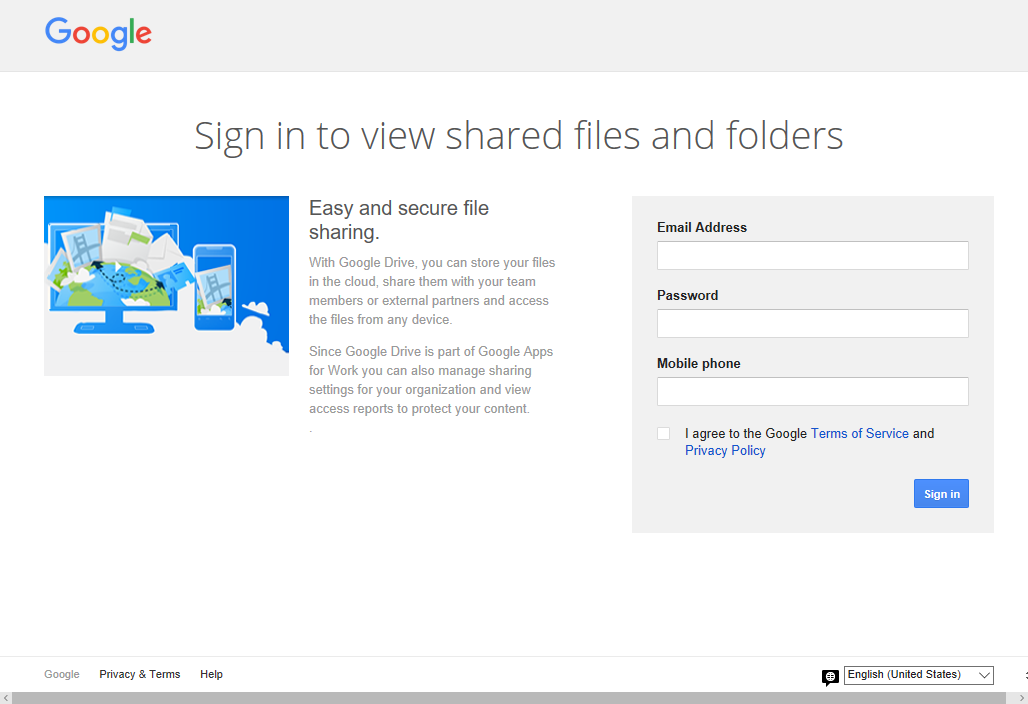 Google
Sign in to view shared files and folders
Easy and secure file
sharing.
With Google Drive, you can store your files
in the cloud, share them with your team
members or external partners and access
the files from any device.
Since Google Drive is part of Google Apps
for Work you can also manage sharing
settings for your organization and view
access reports to protect your content.
.
Email Address
Password
Mobile phone
I agree to the Google Terms of Service and
Privacy Policy
Sign in
Google Privacy & Terms Help
English (United States)